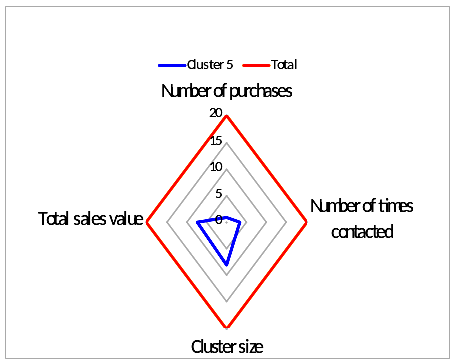 Cluster 5 Total
Number of purchases
20
15
10
5
0
Total sales value
Number of times
contacted
Cluster size